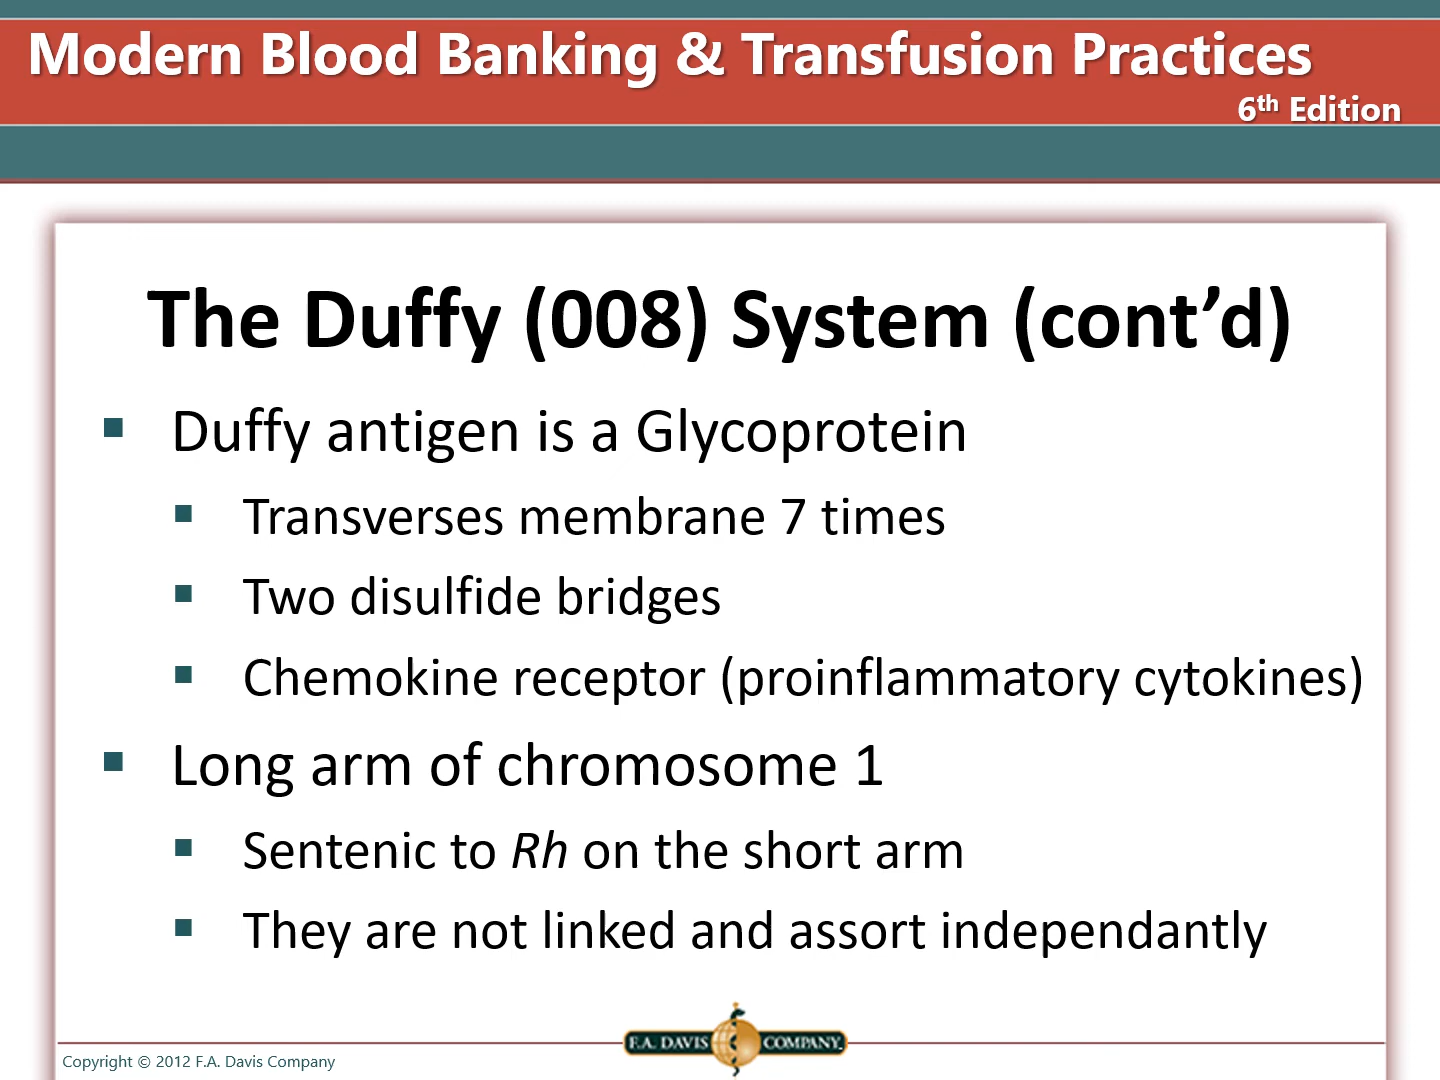 Modern Blood Banking & Transfusion Practices
6th Edition
The Duffy (008) System (cont’d)
▪ Duffy antigen is a Glycoprotein
▪ Transverses membrane 7 times
▪ Two disulfide bridges
▪ Chemokine receptor (proinflammatory cytokines)
▪ Long arm of chromosome 1
▪ Sentenic to Rh on the short arm
▪ They are not linked and assort independantly
F.A. DAVIS COMPANY
Copyright © 2012 F.A. Davis Company